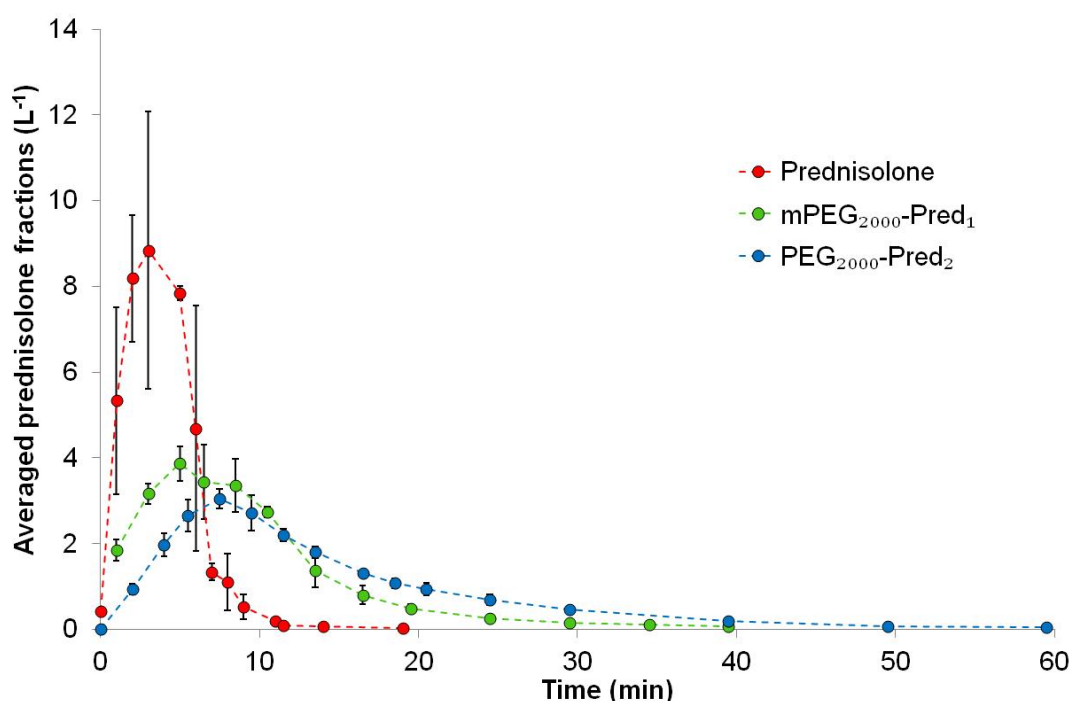 14
12
10
8
6
4
2
0
Averaged prednisolone fractions (L⁻¹)
Prednisolone
mPEG₂₀₀₀-Pred₁
PEG₂₀₀₀-Pred₂
0 10 20 30 40 50 60
Time (min)